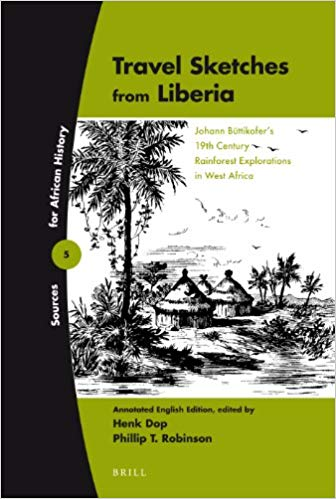 Travel Sketches
from Liberia
Johann Büttikofer's
19th Century
Rainforest Explorations
in West Africa
Sources for African History
5
Annotated English Edition, edited by
Henk Dop
Phillip T. Robinson
BRILL